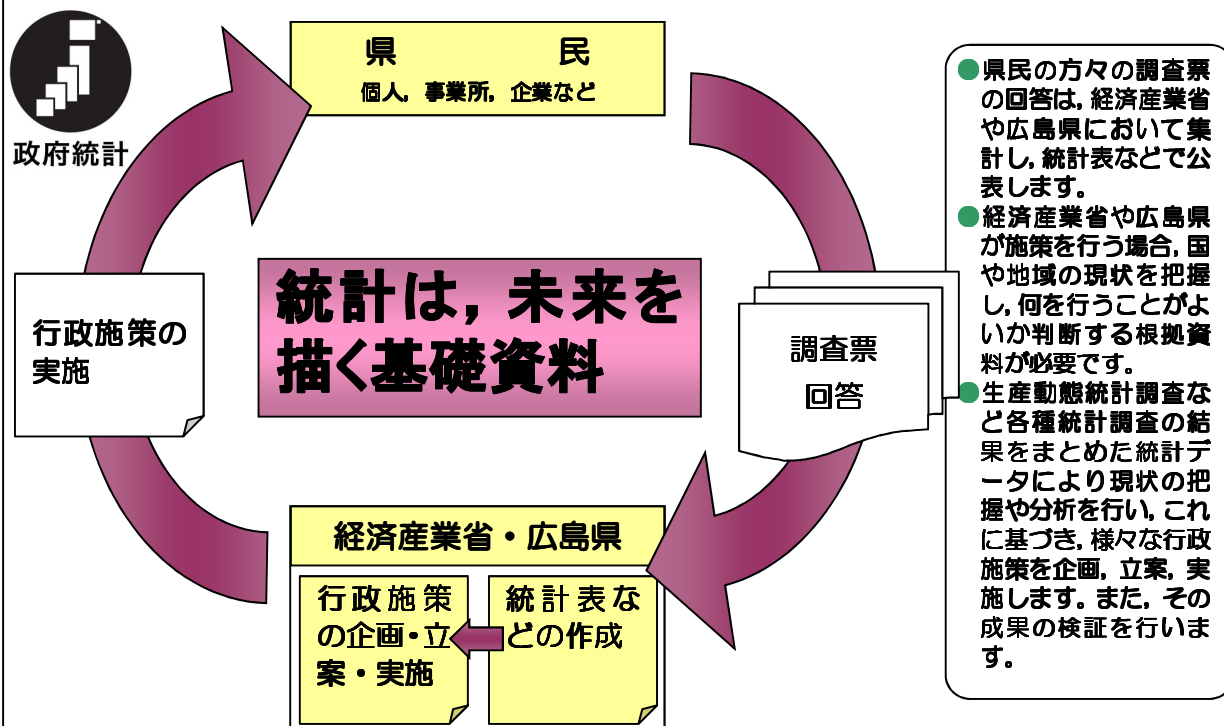 政府統計
県　　　　民
個人，事業所，企業など
行政施策の
実施
統計は，未来を
描く基礎資料
調査票
回答
経済産業省・広島県
行政施策
の企画・立
案・実施
統計表な
どの作成
●県民の方々の調査票
の回答は，経済産業省
や広島県において集
計し，統計表などで公
表します。
●経済産業省や広島県
が施策を行う場合，国
や地域の現状を把握
し，何を行うことがよ
いか判断する根拠資
料が必要です。
●生産動態統計調査な
ど各種統計調査の結
果をまとめた統計デ
ータにより現状の把
握や分析を行い，これ
に基づき，様々な行政
施策を企画，立案，実
施します。また，その
成果の検証を行いま
す。